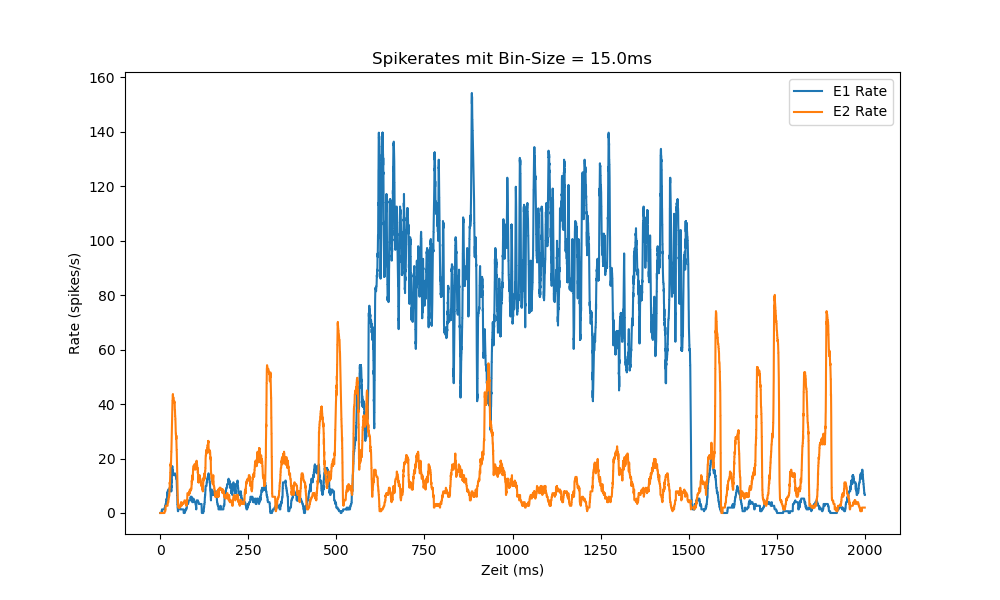 Spikerates mit Bin-Size = 15.0ms
E1 Rate
E2 Rate
160
140
120
100
80
60
40
20
0
Rate (spikes/s)
0 250 500 750 1000 1250 1500 1750 2000
Zeit (ms)